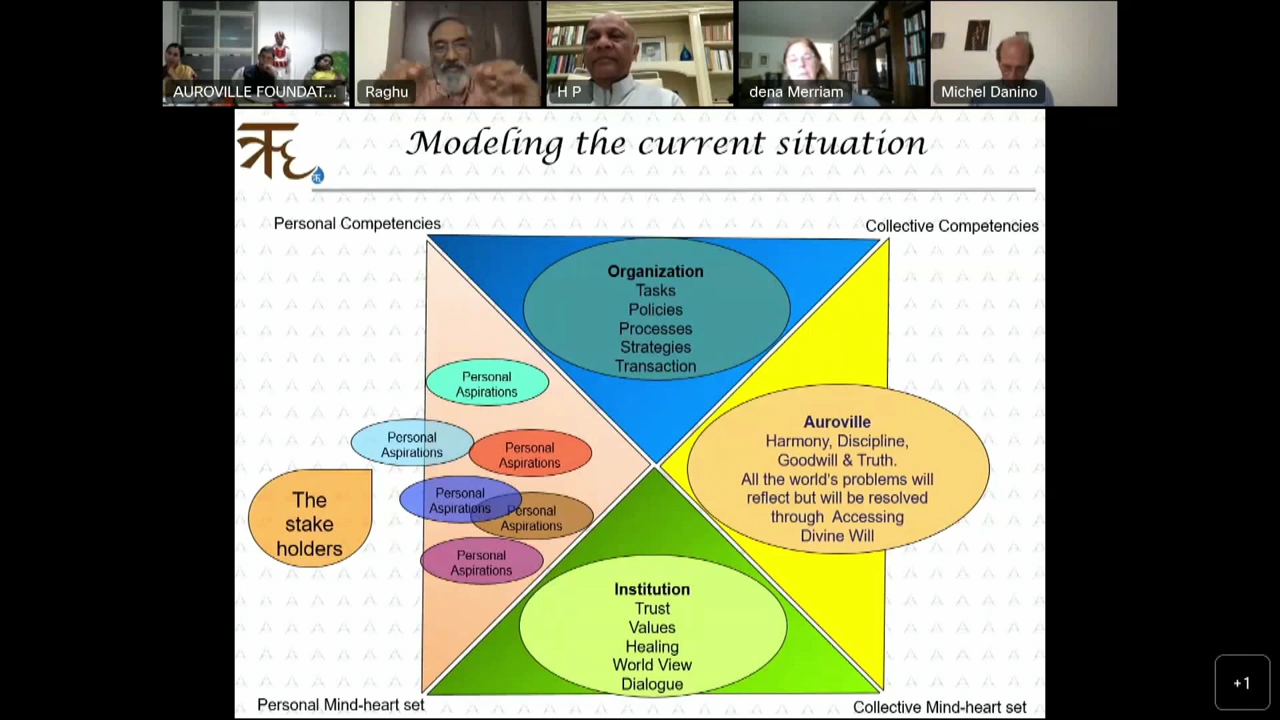 AUROVILLE FOUNDAT...
Raghu
H P
dena Merriam
Michel Danino
Modeling the current situation
Personal Competencies
Collective Competencies
Organization
Tasks
Policies
Processes
Strategies
Transaction
Personal
Aspirations
Personal
Aspirations
Personal
Aspirations
Personal
Aspirations
Personal
Aspirations
Personal
Aspirations
The
stake
holders
Auroville
Harmony, Discipline,
Goodwill & Truth.
All the world's problems will
reflect but will be resolved
through Accessing
Divine Will
Institution
Trust
Values
Healing
World View
Dialogue
Personal Mind-heart set
Collective Mind-heart set
+1